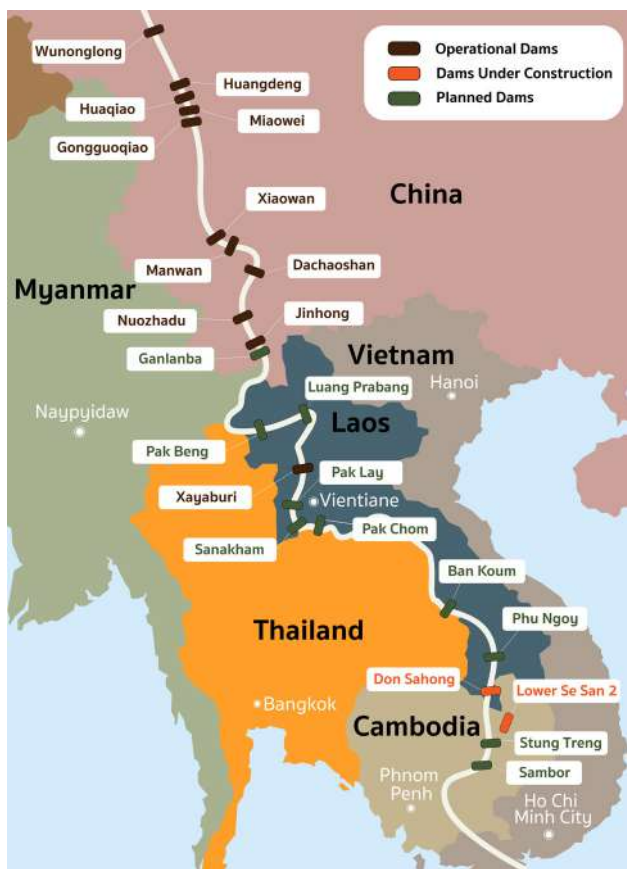 Wunonglong
Operational Dams
Dams Under Construction
Planned Dams
Huangdeng
Huaqiao
Miaowei
Gongguoqiao
Xiaowan
China
Manwan
Dachaoshan
Myanmar
Nuozhadu
Jinhong
Ganlanba
Vietnam
Luang Prabang
Hanoi
Naypyidaw
Laos
Pak Beng
Pak Lay
Xayaburi
Vientiane
Sanakham
Pak Chom
Ban Koum
Thailand
Phu Ngoy
Don Sahong
Lower Se San 2
Bangkok
Cambodia
Stung Treng
Sambor
Phnom
Penh
Ho Chi
Minh City